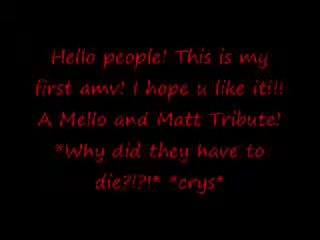 Hello people! This is my
first amv! I hope u like it!!!
A Mello and Matt Tribute!
*Why did they have to
die?!?!* *crys*